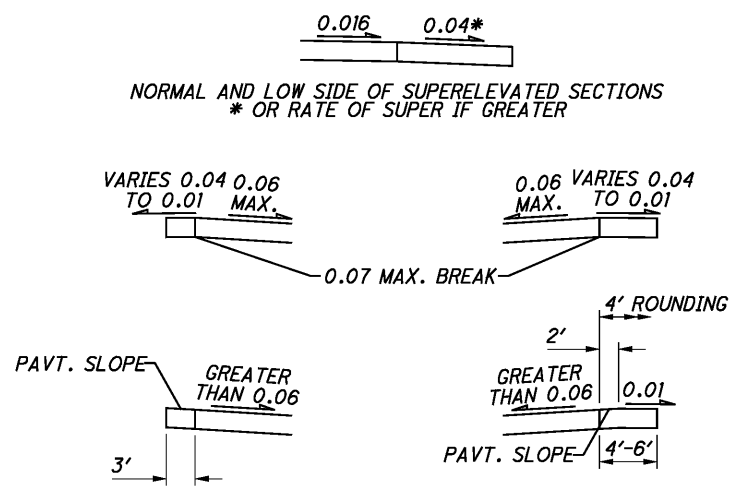 0.016 0.04*
NORMAL AND LOW SIDE OF SUPERELEVATED SECTIONS
* OR RATE OF SUPER IF GREATER
VARIES 0.04
TO 0.01
0.06
MAX.
0.06
MAX.
VARIES 0.04
TO 0.01
0.07 MAX. BREAK
4' ROUNDING
2'
PAVT. SLOPE
GREATER
THAN 0.06
GREATER
THAN 0.06
0.01
3'
PAVT. SLOPE
4'-6'